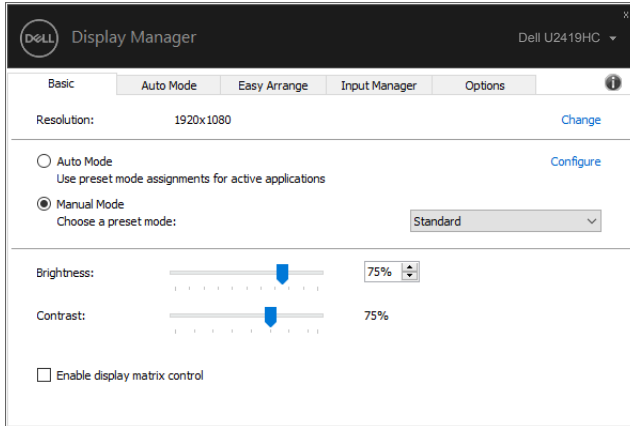 DELL Display Manager
x
Dell U2419HC
Basic Auto Mode Easy Arrange Input Manager Options i
Resolution: 1920x1080 Change
Auto Mode Configure
Use preset mode assignments for active applications
Manual Mode
Choose a preset mode: Standard
Brightness: 75%
Contrast: 75%
Enable display matrix control